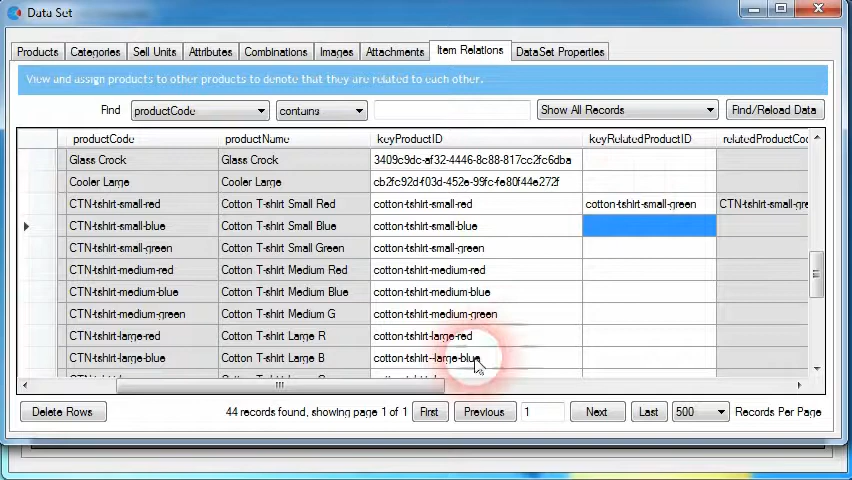 Data Set
Products Categories Sell Units Attributes Combinations Images Attachments Item Relations DataSet Properties
View and assign products to other products to denote that they are related to each other.
Find productCode contains Show All Records Find/Reload Data
productCode productName keyProductID keyRelatedProductID relatedProductCo
Glass Crock Glass Crock 3409c9dc-af32-4446-8c88-817cc2fc6dba
Cooler Large Cooler Large cb2fc92d-f03d-452e-99fc-fe80f44e272f
CTN-tshirt-small-red Cotton T-shirt Small Red cotton-tshirt-small-red cotton-tshirt-small-green CTN-tshirt-small-gre
CTN-tshirt-small-blue Cotton T-shirt Small Blue cotton-tshirt-small-blue
CTN-tshirt-small-green Cotton T-shirt Small Green cotton-tshirt-small-green
CTN-tshirt-medium-red Cotton T-shirt Medium Red cotton-tshirt-medium-red
CTN-tshirt-medium-blue Cotton T-shirt Medium Blue cotton-tshirt-medium-blue
CTN-tshirt-medium-green Cotton T-shirt Medium G cotton-tshirt-medium-green
CTN-tshirt-large-red Cotton T-shirt Large R cotton-tshirt-large-red
CTN-tshirt-large-blue Cotton T-shirt Large B cotton-tshirt--large-blue
Delete Rows 44 records found, showing page 1 of 1 First Previous 1 Next Last 500 Records Per Page